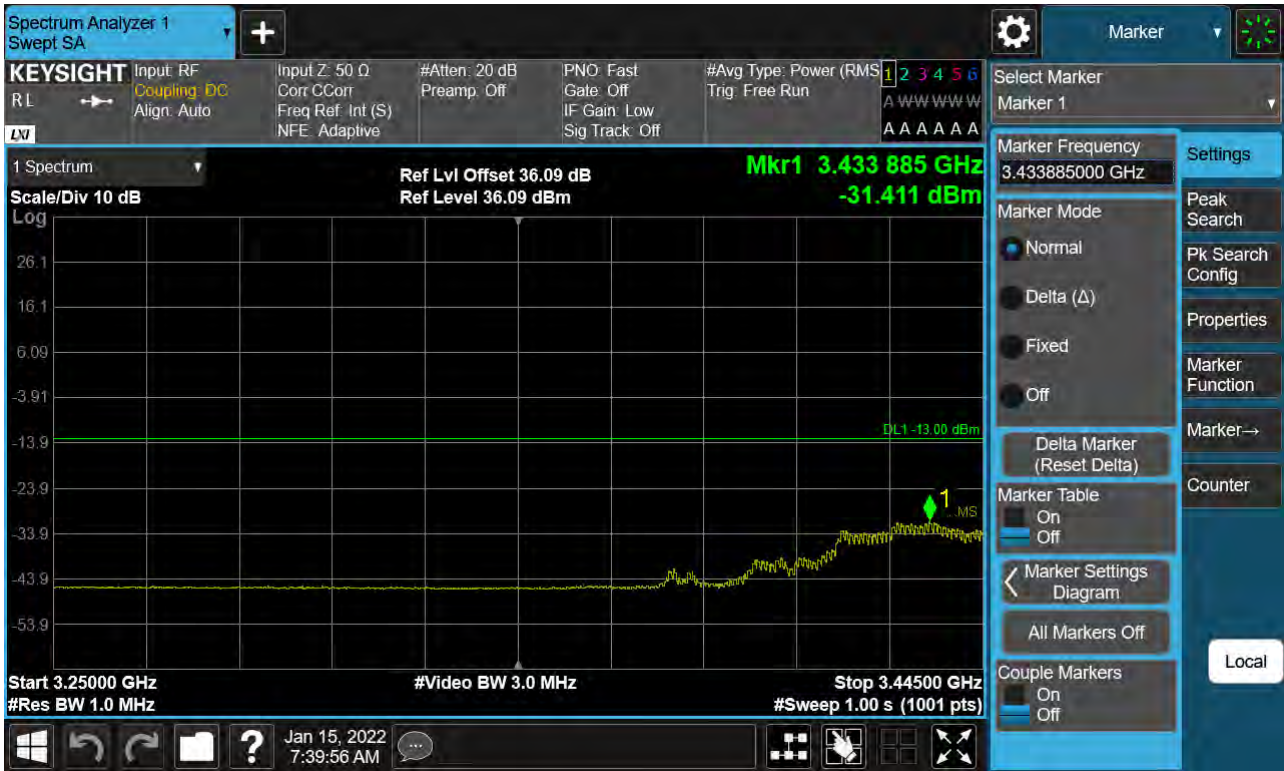 Spectrum Analyzer 1
Swept SA
+
Marker
KEYSIGHT
RL
LXI
Input: RF
Coupling: DC
Align: Auto
Input Z: 50 Ω
Corr CCorr
Freq Ref: Int (S)
NFE: Adaptive
#Atten: 20 dB
Preamp: Off
PNO: Fast
Gate: Off
IF Gain: Low
Sig Track: Off
#Avg Type: Power (RMS
Trig: Free Run
1 2 3 4 5 6
A W W W W W
A A A A A A
Select Marker
Marker 1
1 Spectrum
Scale/Div 10 dB
Log
Ref Lvl Offset 36.09 dB
Ref Level 36.09 dBm
Mkr1 3.433 885 GHz
-31.411 dBm
26.1
16.1
6.09
-3.91
-13.9
-23.9
-33.9
-43.9
-53.9
DL1 -13.00 dBm
1
...MS
Start 3.25000 GHz
#Res BW 1.0 MHz
#Video BW 3.0 MHz
Stop 3.44500 GHz
#Sweep 1.00 s (1001 pts)
Marker Frequency
3.433885000 GHz
Marker Mode
Normal
Delta (Δ)
Fixed
Off
Delta Marker
(Reset Delta)
Marker Table
On
Off
Marker Settings
Diagram
All Markers Off
Couple Markers
On
Off
Settings
Peak
Search
Pk Search
Config
Properties
Marker
Function
Marker→
Counter
Local
?
Jan 15, 2022
7:39:56 AM